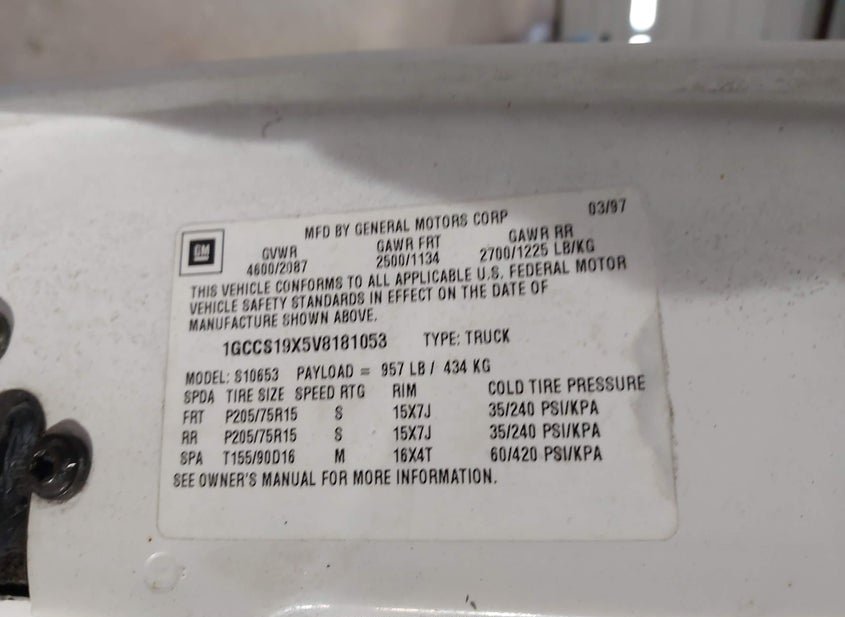 03/97
MFD BY GENERAL MOTORS CORP
GM
GVWR GAWR FRT GAWR RR
4600/2087 2500/1134 2700/1225 LB/KG
THIS VEHICLE CONFORMS TO ALL APPLICABLE U.S. FEDERAL MOTOR
VEHICLE SAFETY STANDARDS IN EFFECT ON THE DATE OF
MANUFACTURE SHOWN ABOVE.
1GCCS19X5V8181053 TYPE: TRUCK
MODEL: S10653 PAYLOAD = 957 LB / 434 KG
SPDA TIRE SIZE SPEED RTG RIM COLD TIRE PRESSURE
FRT P205/75R15 S 15X7J 35/240 PSI/KPA
RR P205/75R15 S 15X7J 35/240 PSI/KPA
SPA T155/90D16 M 16X4T 60/420 PSI/KPA
SEE OWNER'S MANUAL FOR MORE INFORMATION.